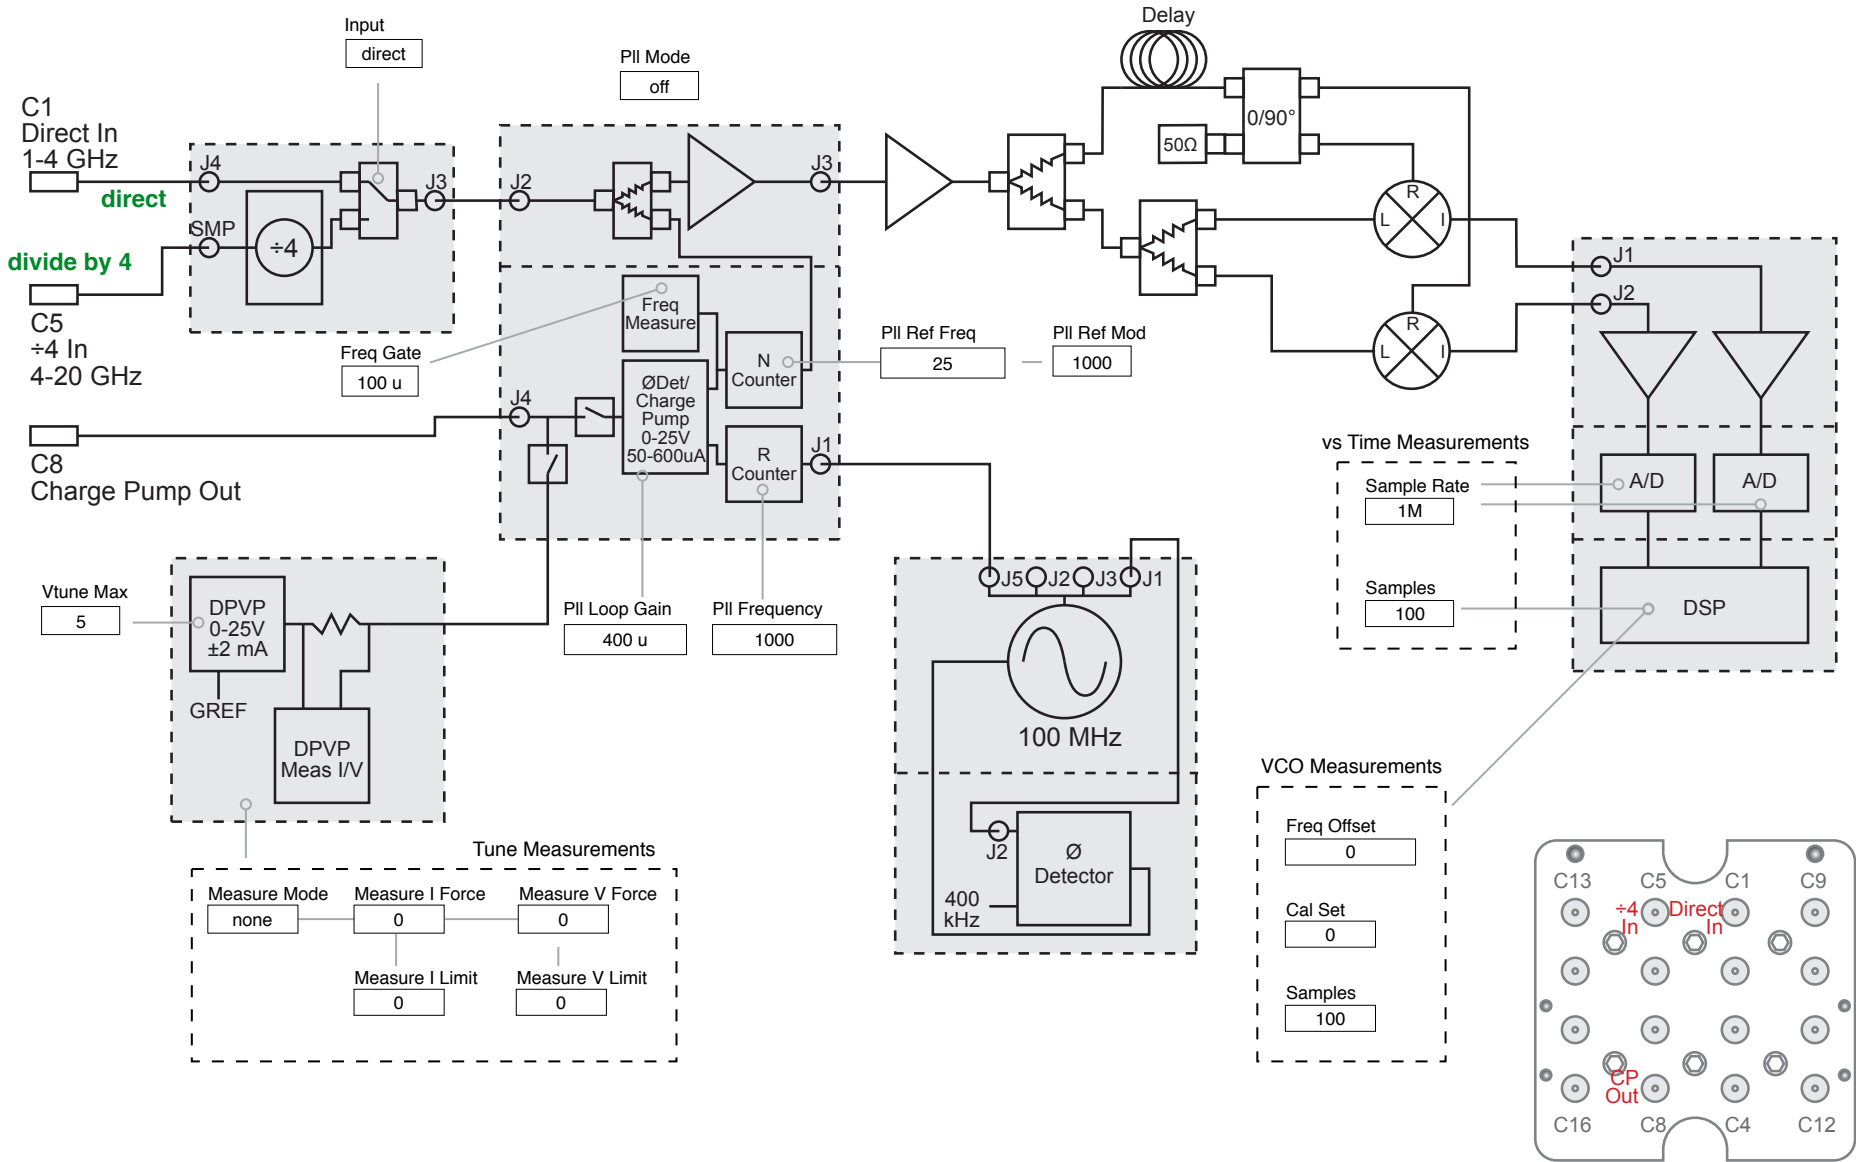 Input
direct
Pll Mode
off
Delay
C1
Direct In
1-4 GHz
direct
J4
SMP
÷4
J3
J2
J3
0/90°
50Ω
R
L
I
R
L
I
divide by 4
C5
÷4 In
4-20 GHz
Freq
Measure
Freq Gate
100 u
N
Counter
ØDet/
Charge
Pump
0-25V
50-600uA
R
Counter
J4
J1
C8
Charge Pump Out
Pll Ref Freq
25
Pll Ref Mod
1000
J1
J2
A/D
A/D
DSP
vs Time Measurements
Sample Rate
1M
Samples
100
Vtune Max
5
DPVP
0-25V
±2 mA
GREF
DPVP
Meas I/V
Pll Loop Gain
400 u
Pll Frequency
1000
J5
J2
J3
J1
100 MHz
J2
Ø
Detector
400
kHz
Tune Measurements
Measure Mode
none
Measure I Force
0
Measure V Force
0
Measure I Limit
0
Measure V Limit
0
VCO Measurements
Freq Offset
0
Cal Set
0
Samples
100
C13
C5
C1
C9
÷4
In
Direct
In
CP
Out
C16
C8
C4
C12